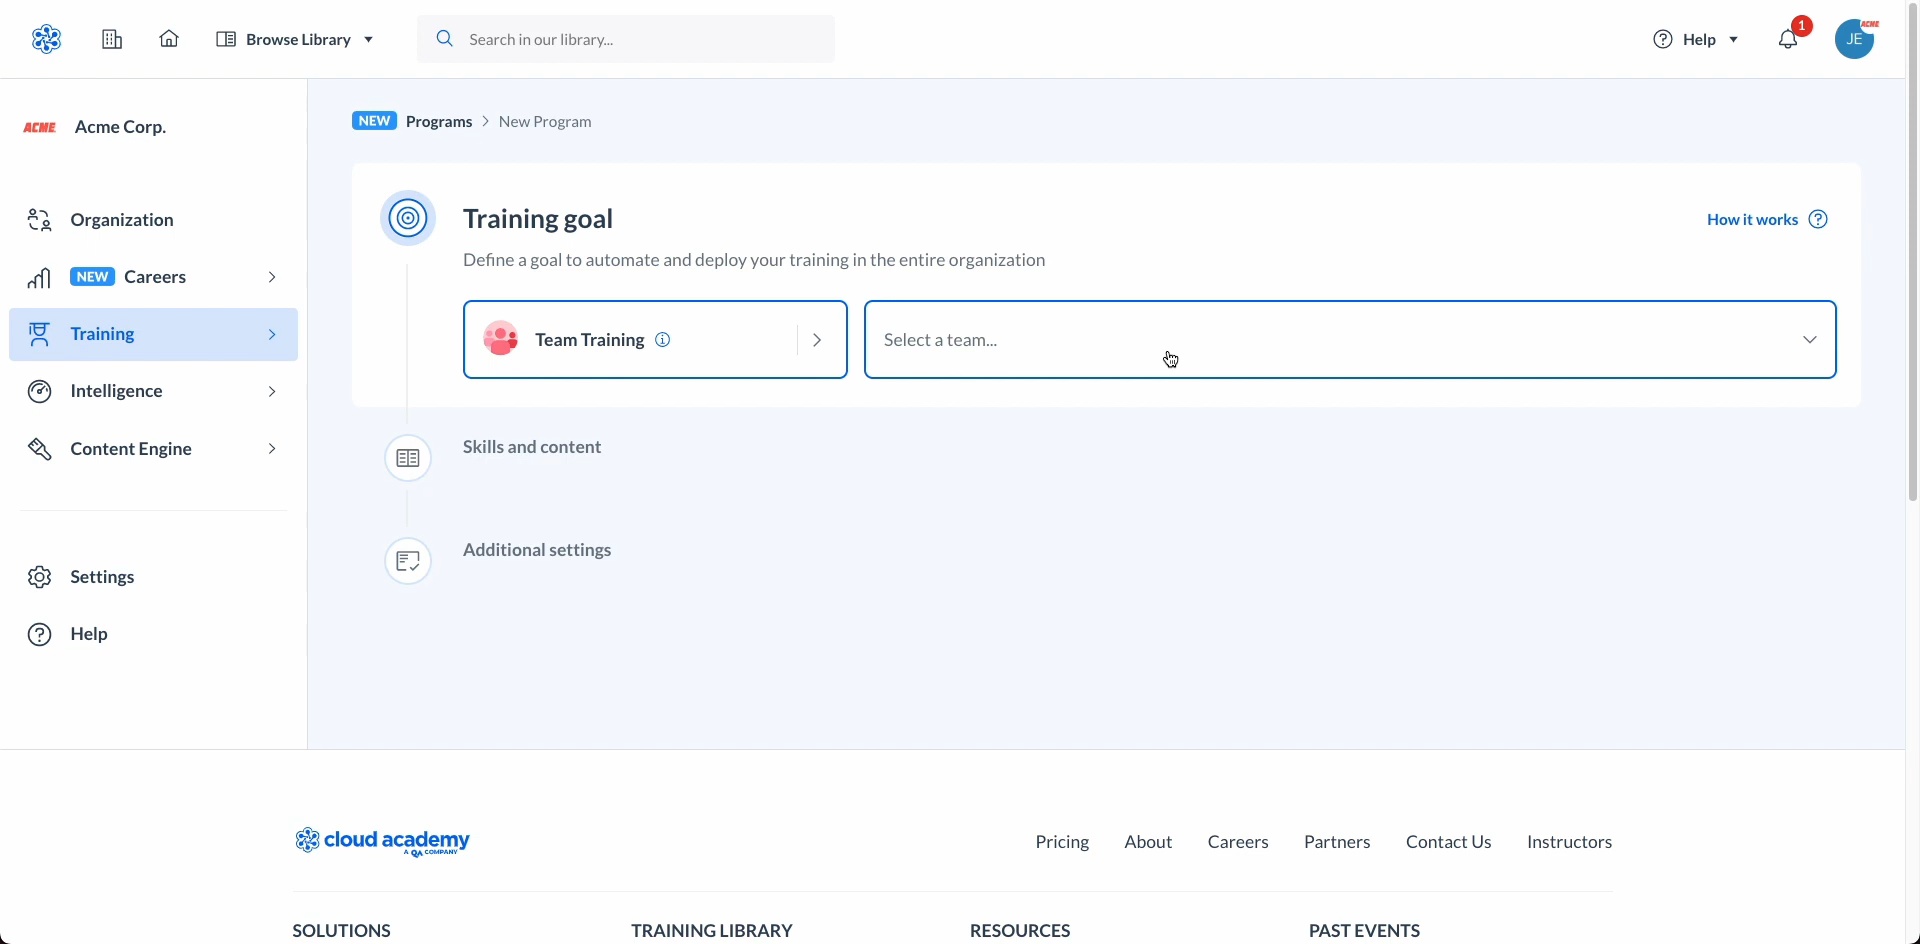 Browse Library
Search in our library...
Help
1
JE
ACME
ACME
Acme Corp.
Organization
NEW Careers
Training
Intelligence
Content Engine
Settings
Help
NEW Programs > New Program
Training goal
How it works
Define a goal to automate and deploy your training in the entire organization
Team Training
Select a team...
Skills and content
Additional settings
cloud academy
A QA COMPANY
Pricing
About
Careers
Partners
Contact Us
Instructors
SOLUTIONS
TRAINING LIBRARY
RESOURCES
PAST EVENTS